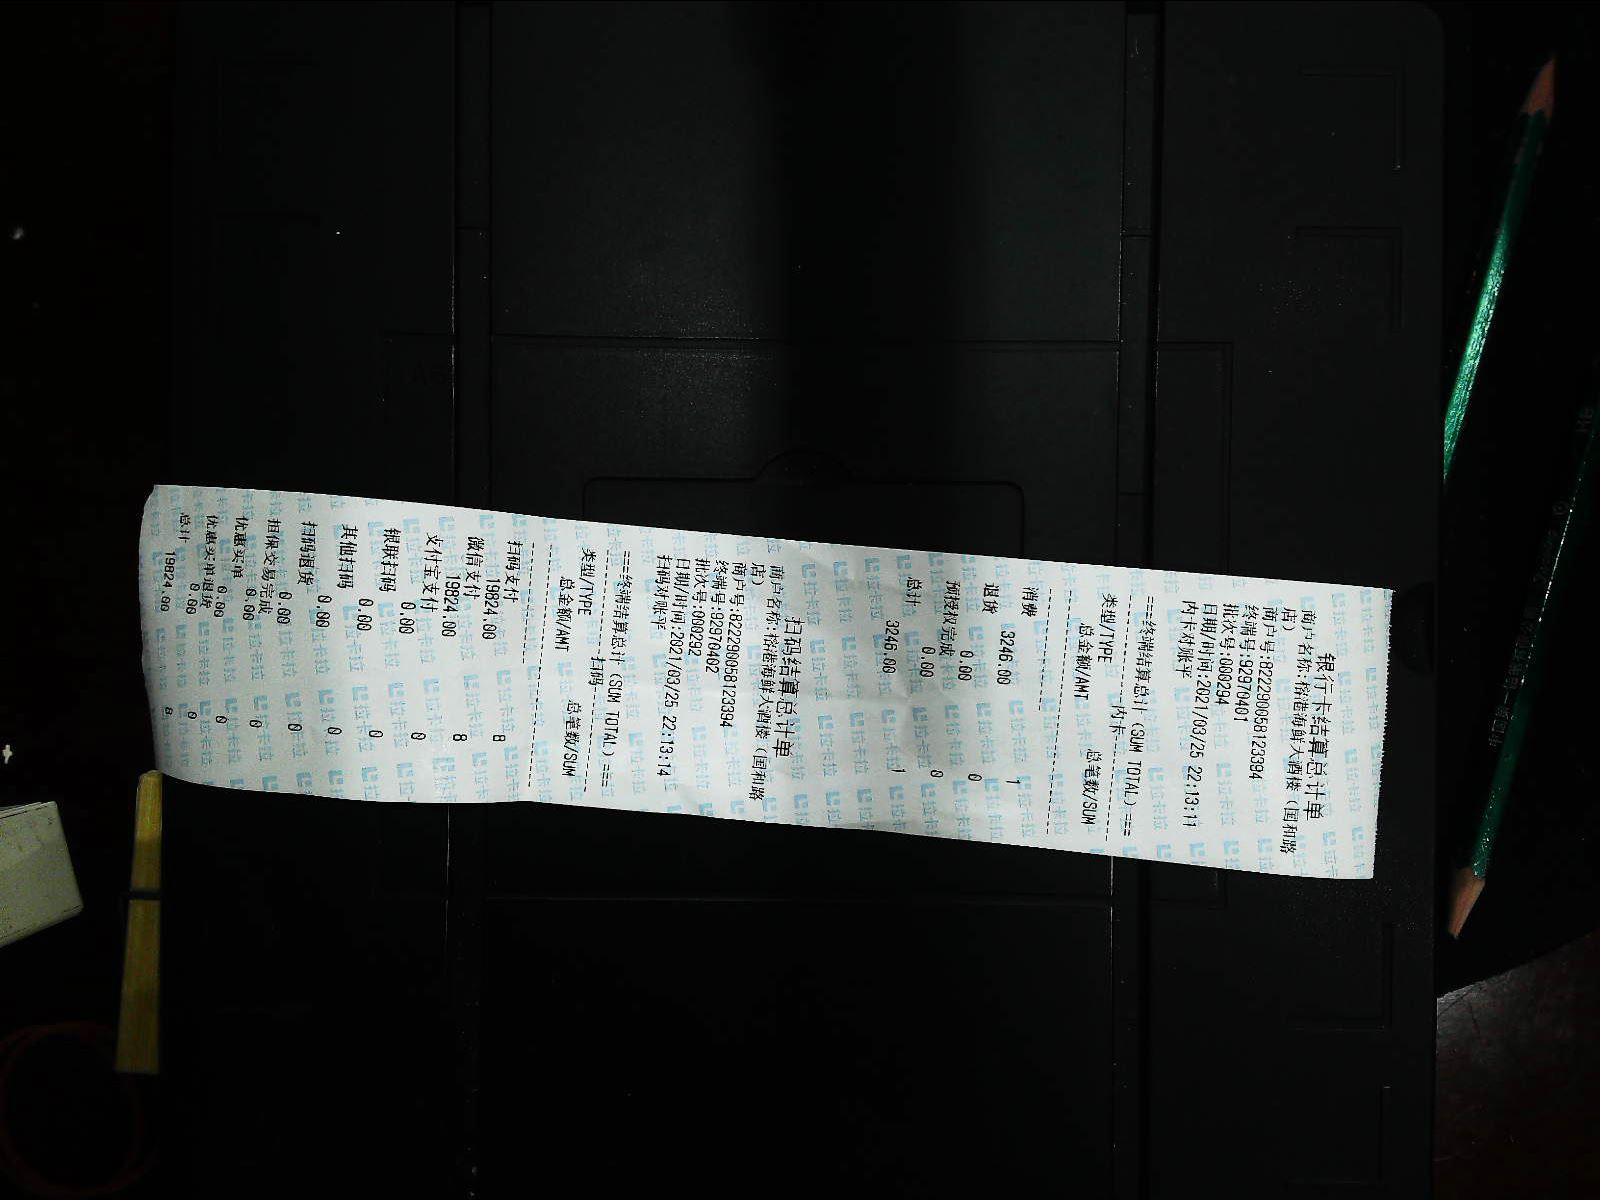 银行卡结算总计单
商户名称:榕港海鲜大酒楼（国和路
店）
商户号:822290058123394
终端号:92970401
批次号:000294
日期/时间:2021/03/25 22:13:11
内卡对账平
===终端结算总计（SUM TOTAL）===
----------内卡----------
类型/TYPE 总笔数/SUM
总金额/AMT
消费 1
3246.00
退货 0
0.00
预授权完成 0
0.00
总计 1
3246.00
扫码结算总计单
商户名称:榕港海鲜大酒楼（国和路
店）
商户号:822290058123394
终端号:92970402
批次号:000292
日期/时间:2021/03/25 22:13:14
扫码对账平
===终端结算总计（SUM TOTAL）===
----------扫码----------
类型/TYPE 总笔数/SUM
总金额/AMT
扫码支付 8
19824.00
微信支付 8
19824.00
支付宝支付 0
0.00
银联扫码 0
0.00
其他扫码 0
0.00
扫码退货 0
0.00
担保交易完成 0
0.00
优惠买单 0
0.00
优惠买单退货 0
0.00
总计 8
19824.00